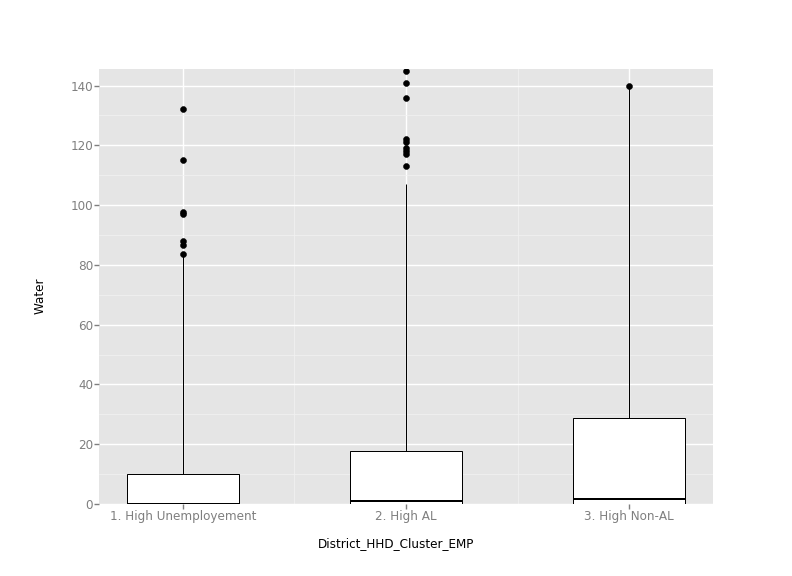 140
120
100
80
60
40
20
0
Water
1. High Unemployement 2. High AL 3. High Non-AL
District_HHD_Cluster_EMP